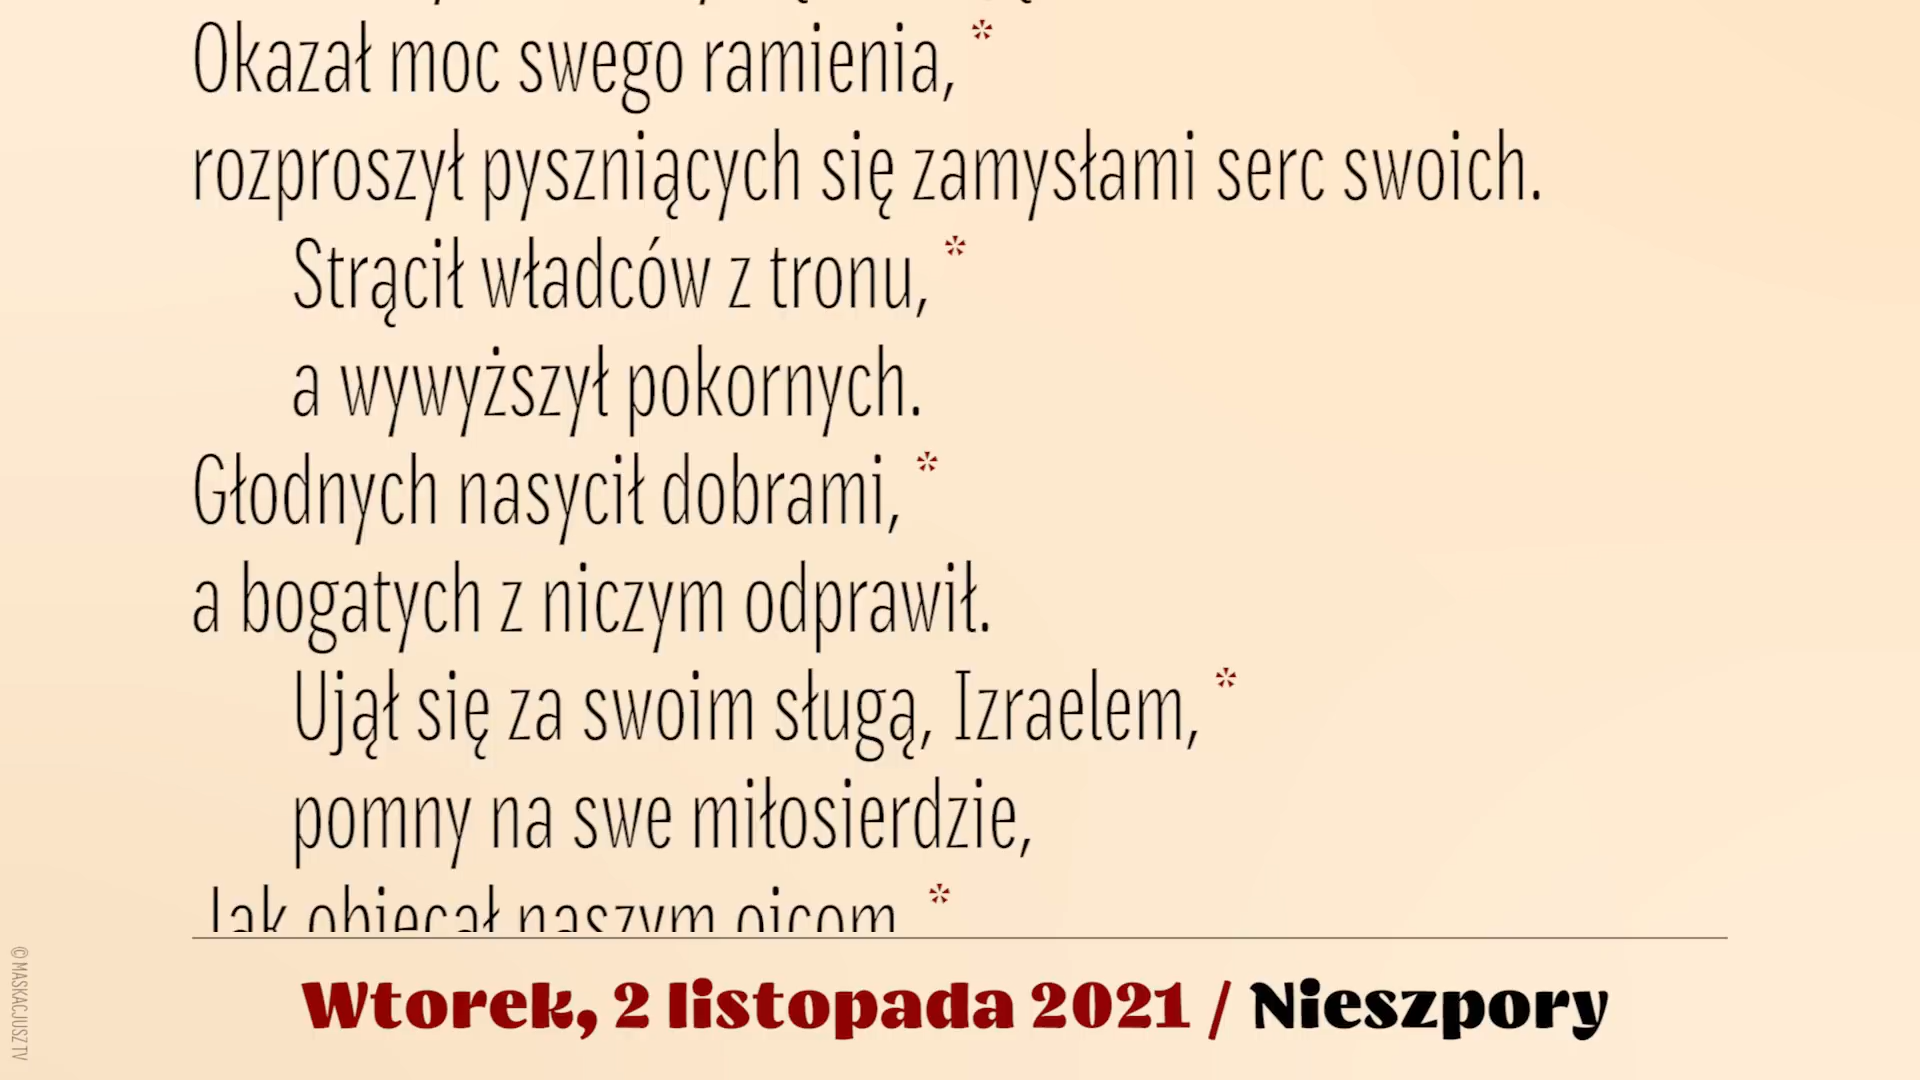 Okazał moc swego ramienia, *
rozproszył pyszniących się zamysłami serc swoich.
Strącił władców z tronu, *
a wywyższył pokornych.
Głodnych nasycił dobrami, *
a bogatych z niczym odprawił.
Ujął się za swoim sługą, Izraelem, *
pomny na swe miłosierdzie,
Jak obiecał naszym ojcom *
Wtorek, 2 listopada 2021 / Nieszpory
© MASKACJUSZ TV